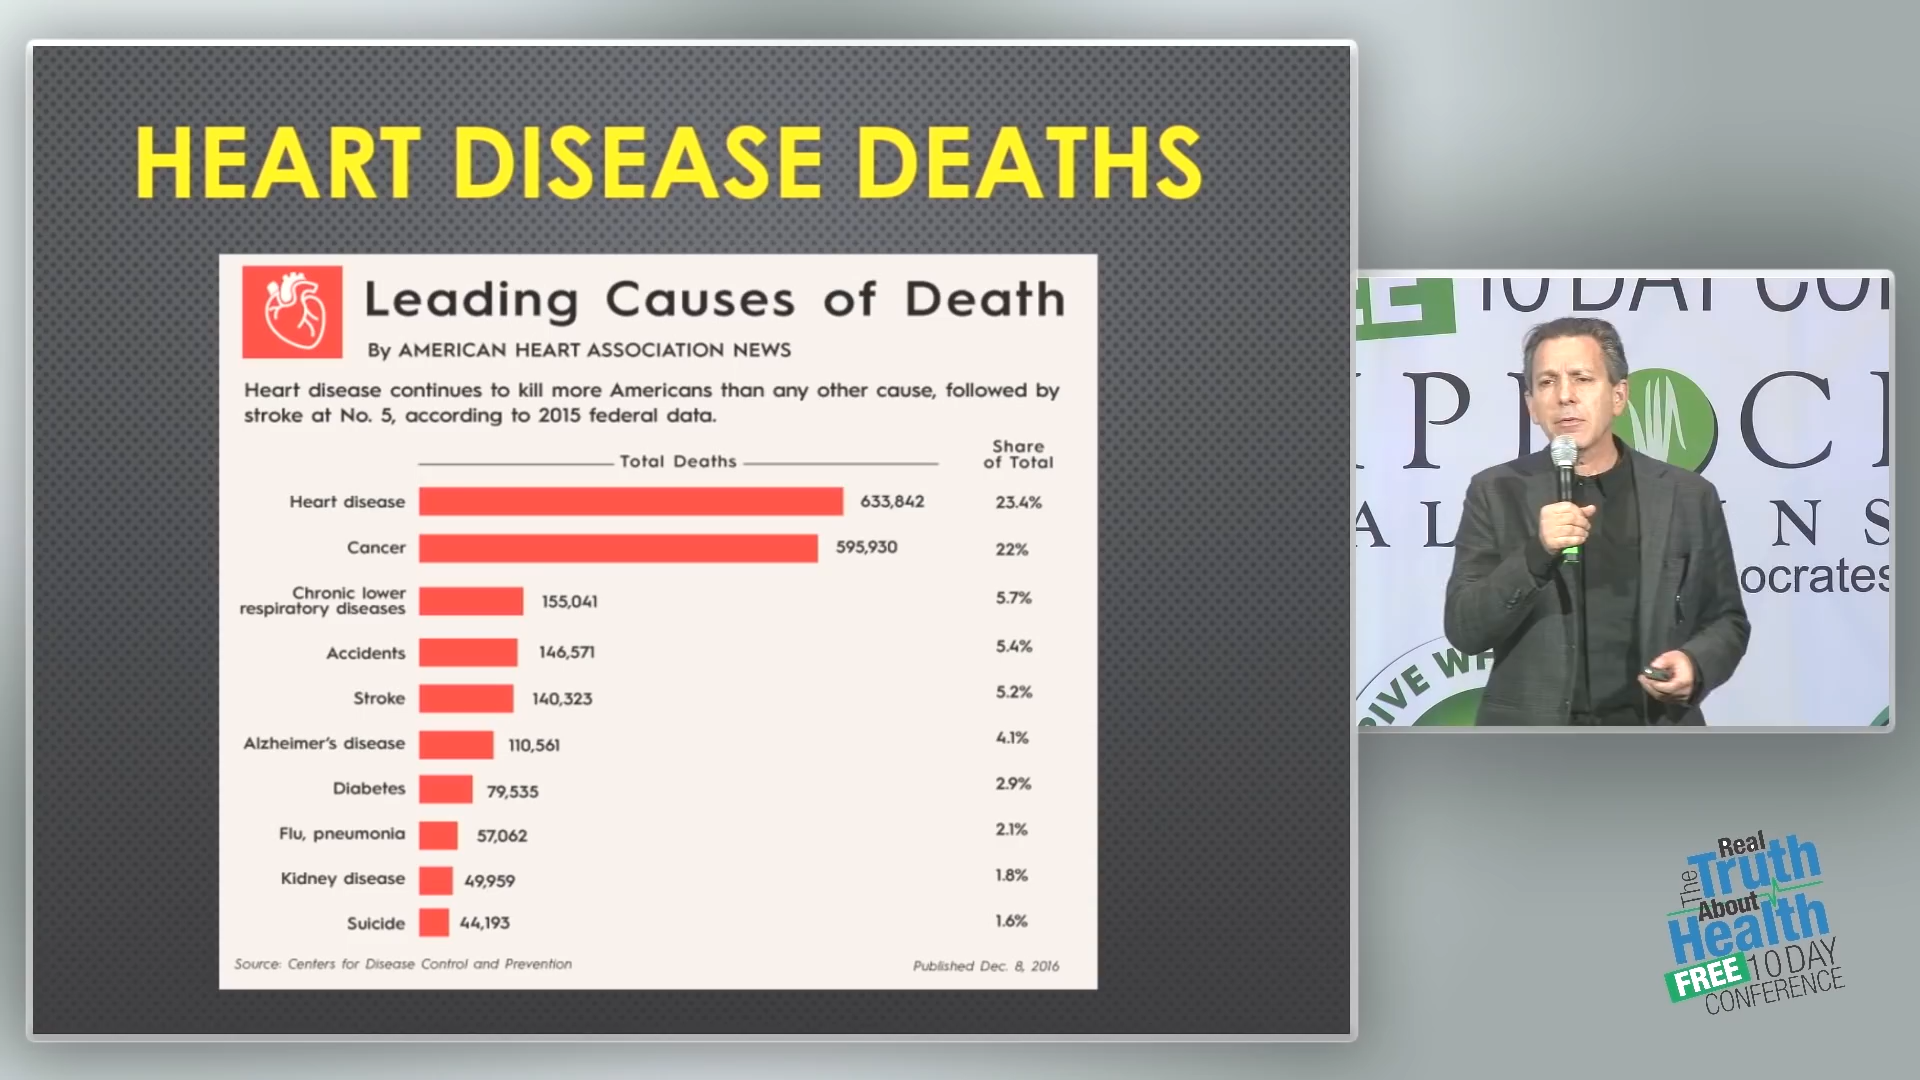 HEART DISEASE DEATHS
Leading Causes of Death
By AMERICAN HEART ASSOCIATION NEWS
Heart disease continues to kill more Americans than any other cause, followed by
stroke at No. 5, according to 2015 federal data.
Total Deaths
Share
of Total
Heart disease 633,842 23.4%
Cancer 595,930 22%
Chronic lower
respiratory diseases 155,041 5.7%
Accidents 146,571 5.4%
Stroke 140,323 5.2%
Alzheimer's disease 110,561 4.1%
Diabetes 79,535 2.9%
Flu, pneumonia 57,062 2.1%
Kidney disease 49,959 1.8%
Suicide 44,193 1.6%
Source: Centers for Disease Control and Prevention
Published Dec. 8, 2016
10 DAY
The
Real
Truth
About
Health
FREE 10 DAY
CONFERENCE